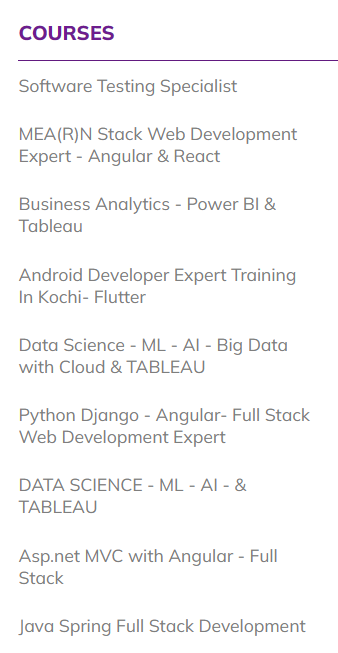 COURSES
Software Testing Specialist
MEA(R)N Stack Web Development
Expert - Angular & React
Business Analytics - Power BI &
Tableau
Android Developer Expert Training
In Kochi- Flutter
Data Science - ML - AI - Big Data
with Cloud & TABLEAU
Python Django - Angular- Full Stack
Web Development Expert
DATA SCIENCE - ML - AI - &
TABLEAU
Asp.net MVC with Angular - Full
Stack
Java Spring Full Stack Development